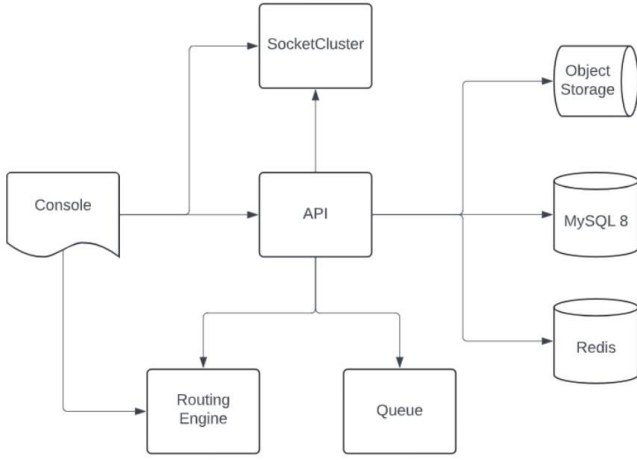 SocketCluster
Object
Storage
Console
API
MySQL 8
Redis
Routing
Engine
Queue